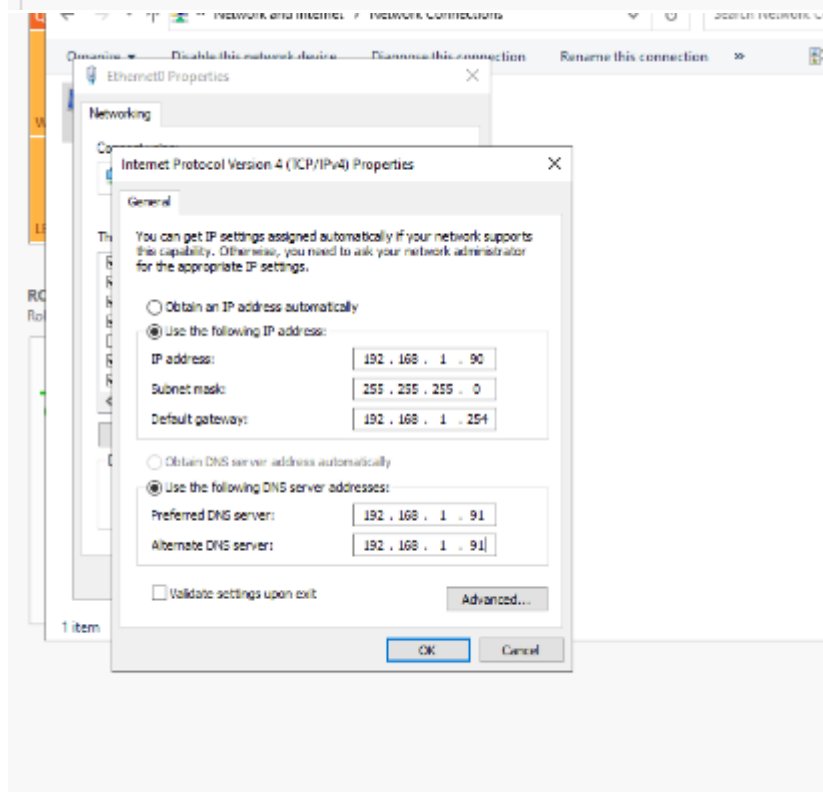 Network and Internet > Network Connections
Search Network C
Organize
Disable this network device
Diagnose this connection
Rename this connection
»
Ethernet0 Properties
Networking
Internet Protocol Version 4 (TCP/IPv4) Properties
General
You can get IP settings assigned automatically if your network supports
this capability. Otherwise, you need to ask your network administrator
for the appropriate IP settings.
Obtain an IP address automatically
Use the following IP address:
IP address: 192 . 168 . 1 . 90
Subnet mask: 255 . 255 . 255 . 0
Default gateway: 192 . 168 . 1 . 254
Obtain DNS server address automatically
Use the following DNS server addresses:
Preferred DNS server: 192 . 168 . 1 . 91
Alternate DNS server: 192 . 168 . 1 . 91
Validate settings upon exit
Advanced...
1 item
OK
Cancel